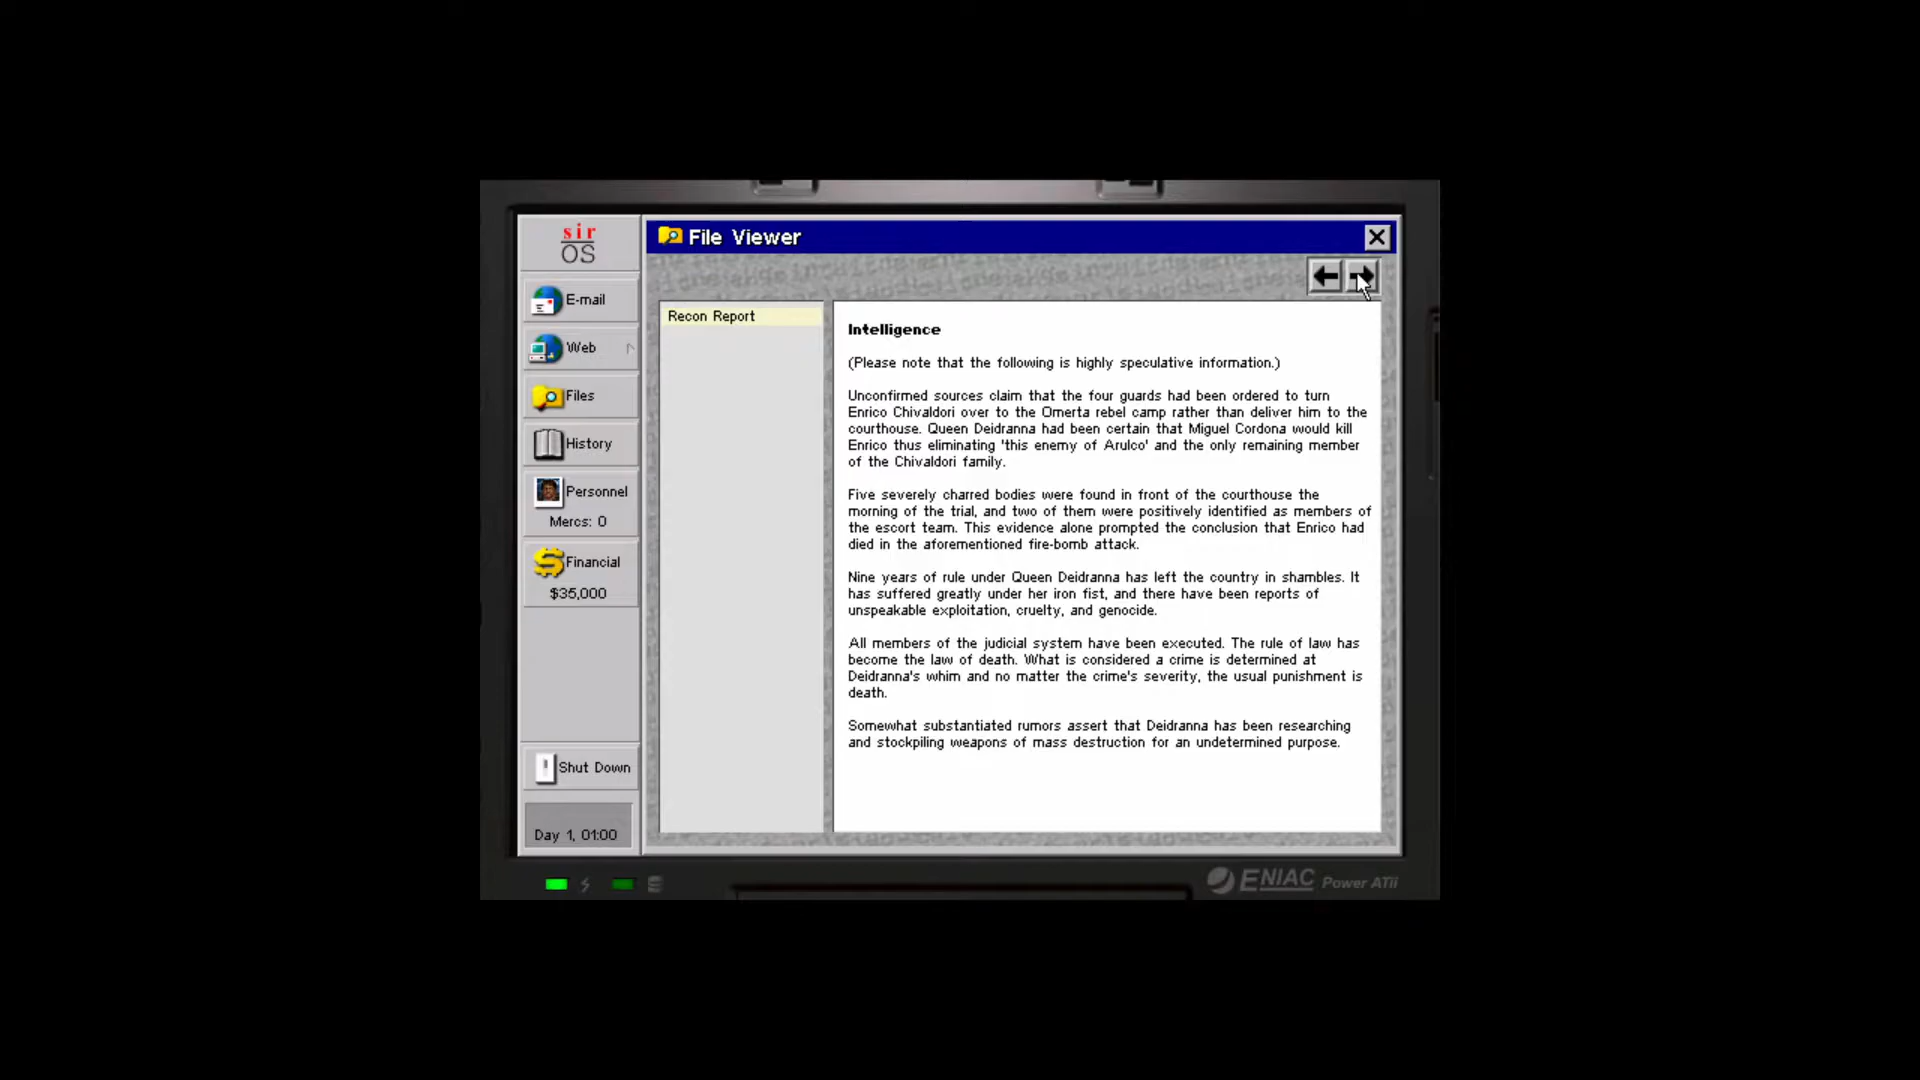 sir
OS
E-mail
Web
Files
History
Personnel
Mercs: 0
Financial
$35,000
Shut Down
Day 1, 01:00
File Viewer
Recon Report
Intelligence
(Please note that the following is highly speculative information.)
Unconfirmed sources claim that the four guards had been ordered to turn
Enrico Chivaldori over to the Omerta rebel camp rather than deliver him to the
courthouse. Queen Deidranna had been certain that Miguel Cordona would kill
Enrico thus eliminating 'this enemy of Arulco' and the only remaining member
of the Chivaldori family.
Five severely charred bodies were found in front of the courthouse the
morning of the trial, and two of them were positively identified as members of
the escort team. This evidence alone prompted the conclusion that Enrico had
died in the aforementioned fire-bomb attack.
Nine years of rule under Queen Deidranna has left the country in shambles. It
has suffered greatly under her iron fist, and there have been reports of
unspeakable exploitation, cruelty, and genocide.
All members of the judicial system have been executed. The rule of law has
become the law of death. What is considered a crime is determined at
Deidranna's whim and no matter the crime's severity, the usual punishment is
death.
Somewhat substantiated rumors assert that Deidranna has been researching
and stockpiling weapons of mass destruction for an undetermined purpose.
ENIAC Power ATii